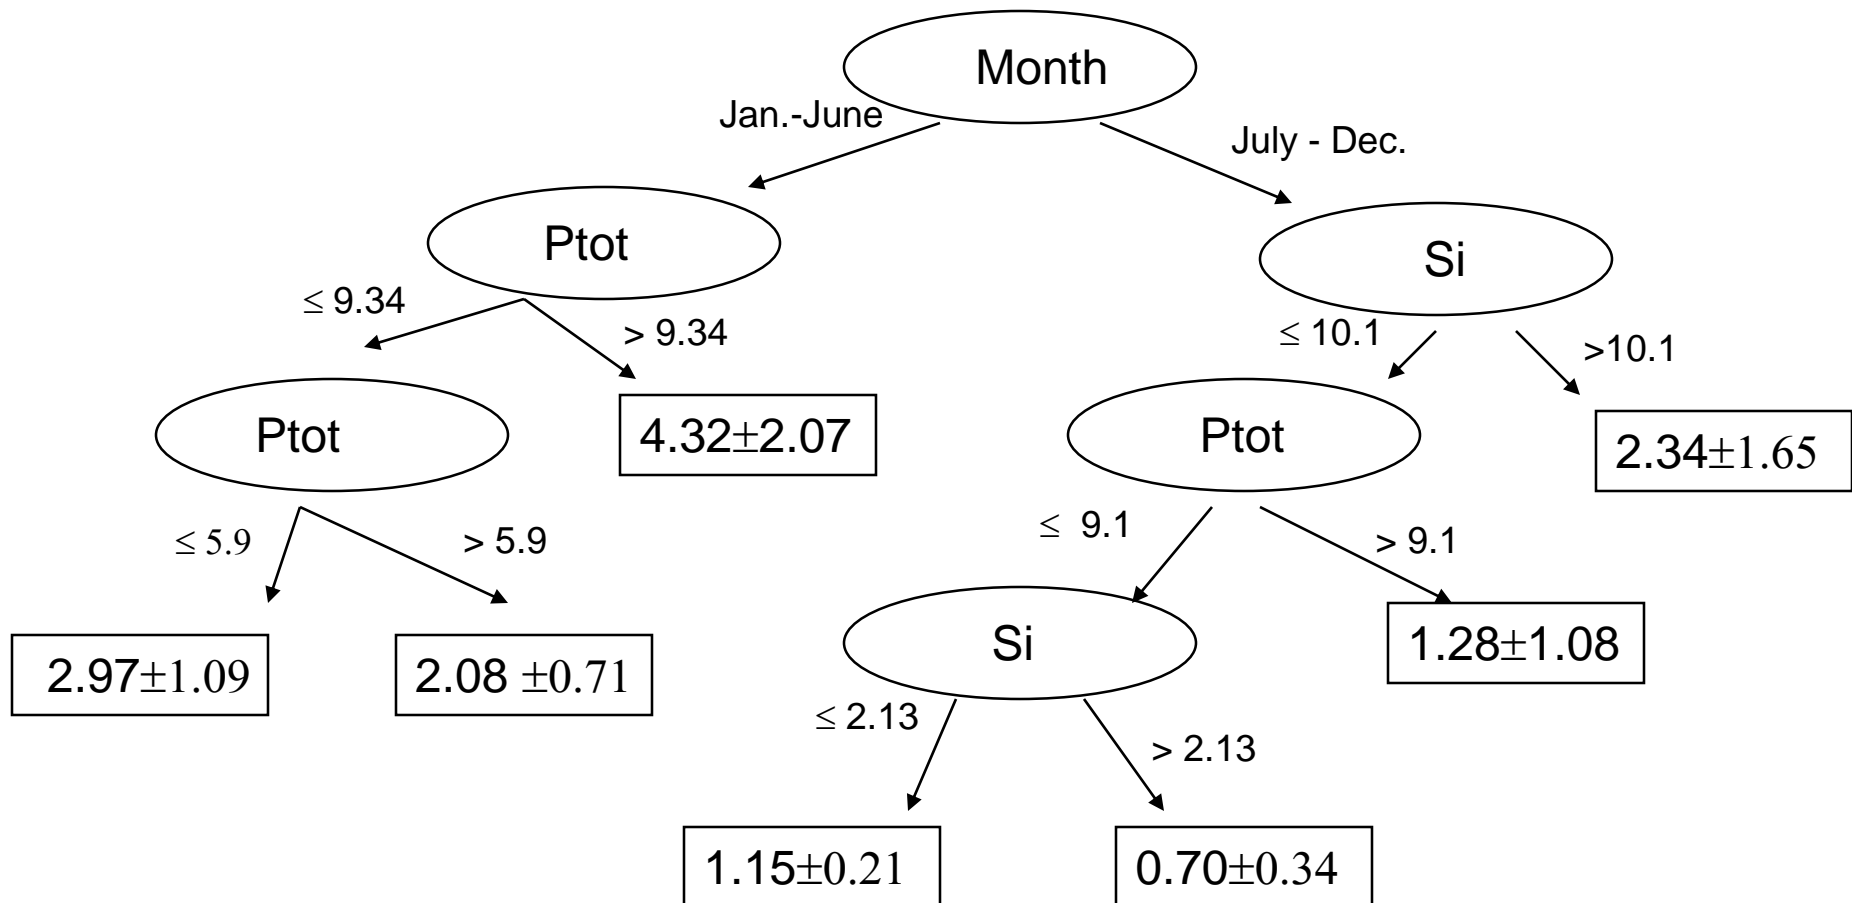 Month
Jan.-June
July - Dec.
Ptot
Si
≤ 9.34
> 9.34
≤ 10.1
>10.1
Ptot
4.32±2.07
Ptot
2.34±1.65
≤ 5.9
> 5.9
≤ 9.1
> 9.1
2.97±1.09
2.08 ±0.71
Si
1.28±1.08
≤ 2.13
> 2.13
1.15±0.21
0.70±0.34